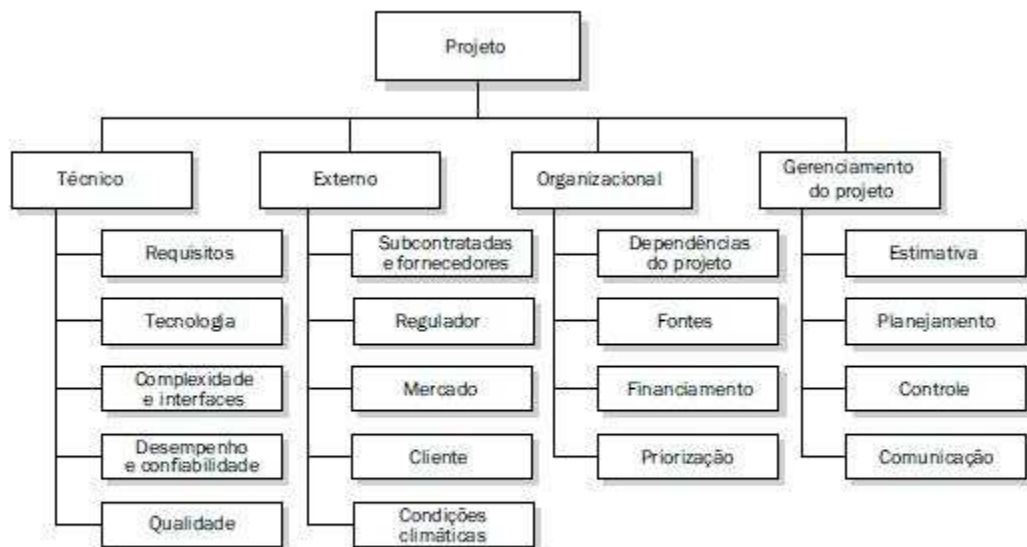 Projeto
Técnico
Externo
Organizacional
Gerenciamento
do projeto
Requisitos
Tecnologia
Complexidade
e interfaces
Desempenho
e confiabilidade
Qualidade
Subcontratadas
e fornecedores
Regulador
Mercado
Cliente
Condições
climáticas
Dependências
do projeto
Fontes
Financiamento
Priorização
Estimativa
Planejamento
Controle
Comunicação